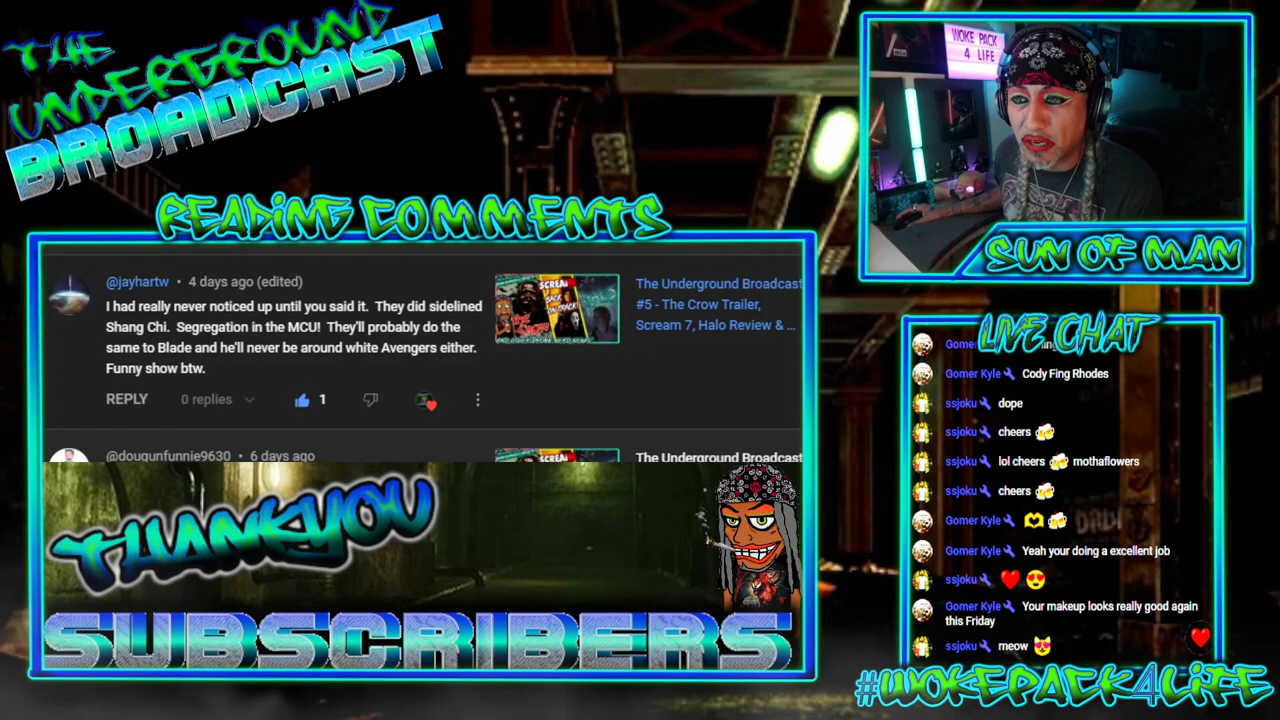 THE
UNDERGROUND
BROADCAST
READING COMMENTS
@jayhartw • 4 days ago (edited)
I had really never noticed up until you said it. They did sidelined
Shang Chi. Segregation in the MCU! They'll probably do the
same to Blade and he'll never be around white Avengers either.
Funny show btw.
REPLY 0 replies 1
The Underground Broadcast
#5 - The Crow Trailer,
Scream 7, Halo Review & ...
@dougunfunnie9630 • 6 days ago
The Underground Broadcast
THANKYOU
SUBSCRIBERS
WOKE PACK
4 LIFE
SUN OF MAN
LIVE CHAT
Gomer Kyle Cody Fing Rhodes
ssjoku dope
ssjoku cheers 🍻
ssjoku lol cheers 🍻 mothaflowers
ssjoku cheers 🍻
Gomer Kyle 🫶🍻
Gomer Kyle Yeah your doing a excellent job
ssjoku ❤️ 😍
Gomer Kyle Your makeup looks really good again
this Friday
ssjoku meow 😻
#WOKEPACK4LIFE